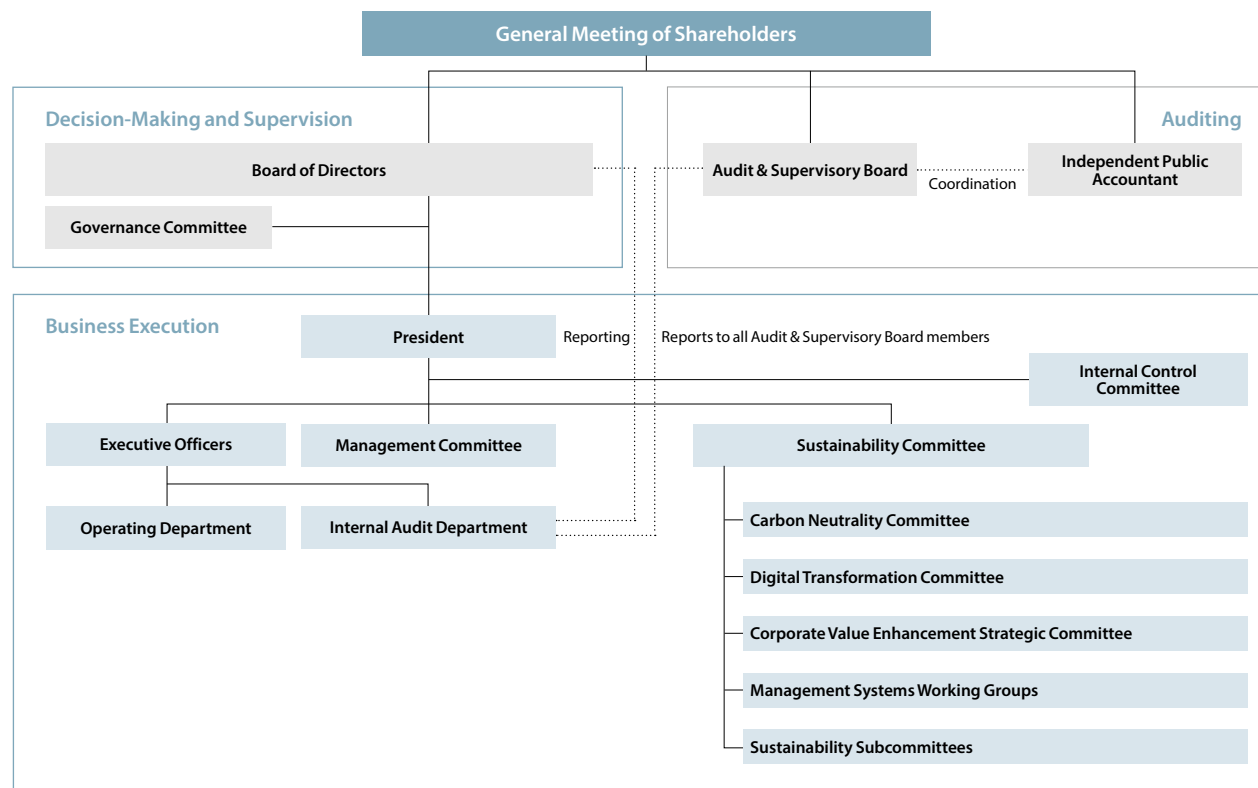 General Meeting of Shareholders
Decision-Making and Supervision
Auditing
Board of Directors
Audit & Supervisory Board
Coordination
Independent Public
Accountant
Governance Committee
Business Execution
President
Reporting
Reports to all Audit & Supervisory Board members
Internal Control
Committee
Executive Officers
Management Committee
Sustainability Committee
Operating Department
Internal Audit Department
Carbon Neutrality Committee
Digital Transformation Committee
Corporate Value Enhancement Strategic Committee
Management Systems Working Groups
Sustainability Subcommittees